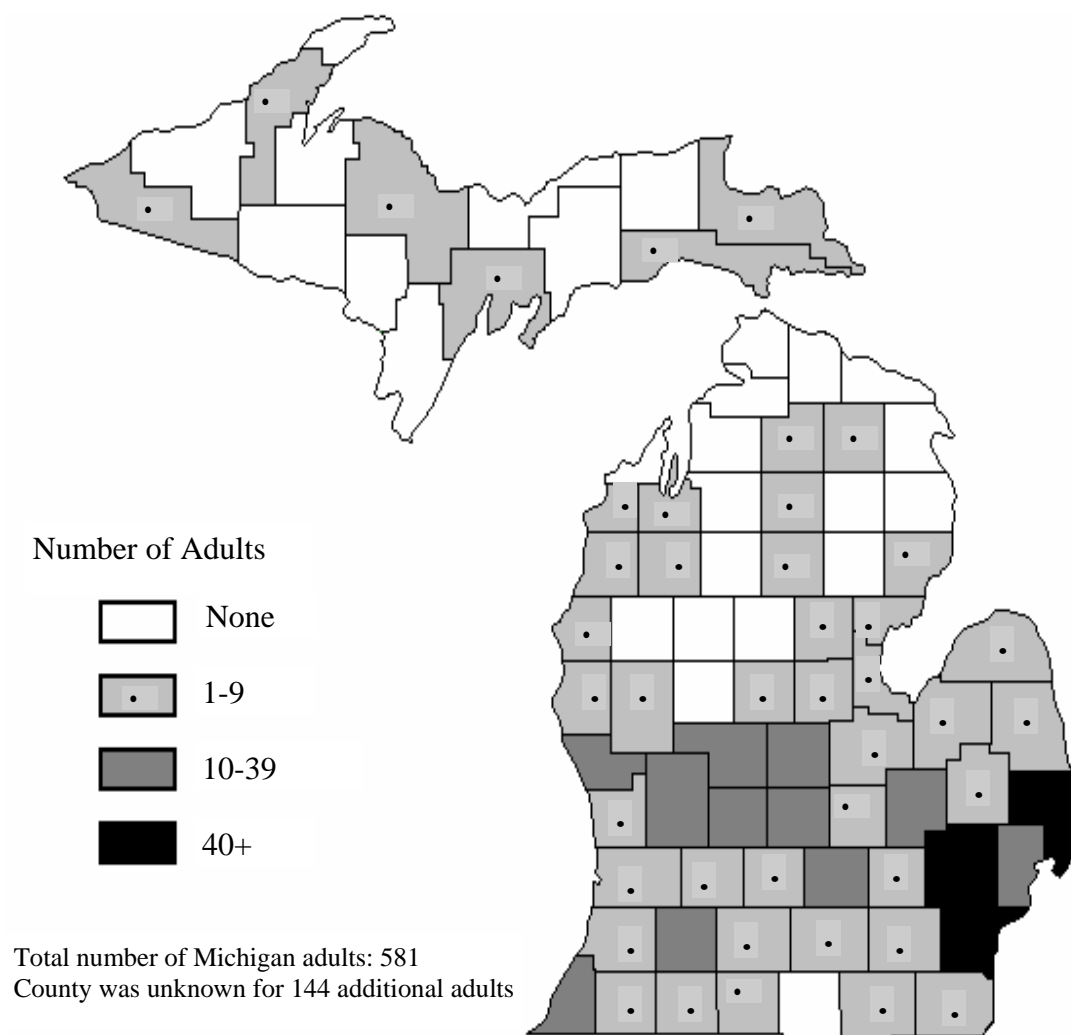 Number of Adults
None
1-9
10-39
40+
Total number of Michigan adults: 581
County was unknown for 144 additional adults